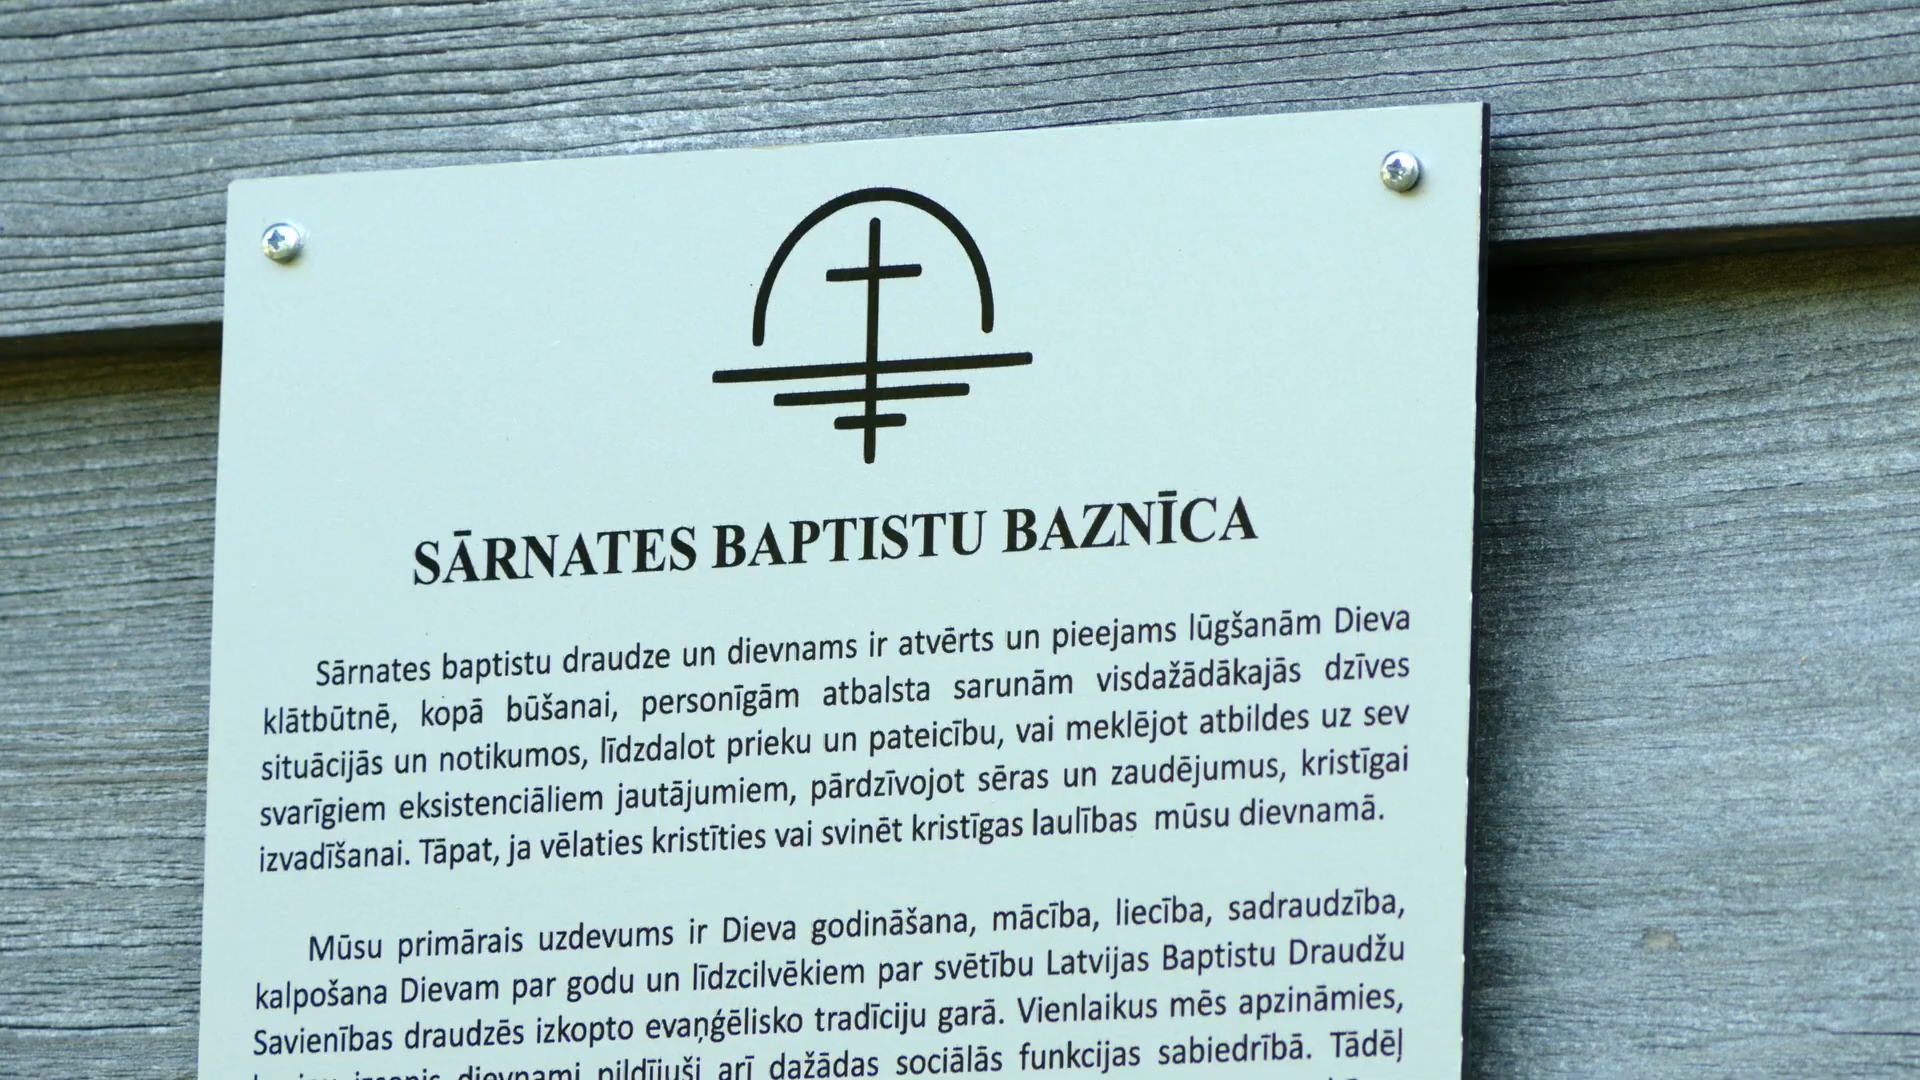 SĀRNATES BAPTISTU BAZNĪCA
Sārnates baptistu draudze un dievnams ir atvērts un pieejams lūgšanām Dieva
klātbūtnē, kopā būšanai, personīgām atbalsta sarunām visdažādākajās dzīves
situācijās un notikumos, līdzdalot prieku un pateicību, vai meklējot atbildes uz sev
svarīgiem eksistenciāliem jautājumiem, pārdzīvojot sēras un zaudējumus, kristīgai
izvadīšanai. Tāpat, ja vēlaties kristīties vai svinēt kristīgas laulības mūsu dievnamā.
Mūsu primārais uzdevums ir Dieva godināšana, mācība, liecība, sadraudzība,
kalpošana Dievam par godu un līdzcilvēkiem par svētību Latvijas Baptistu Draudžu
Savienības draudzēs izkopto evaņģēlisko tradīciju garā. Vienlaikus mēs apzināmies,
dievnami pildījuši arī dažādas sociālās funkcijas sabiedrībā. Tādēļ